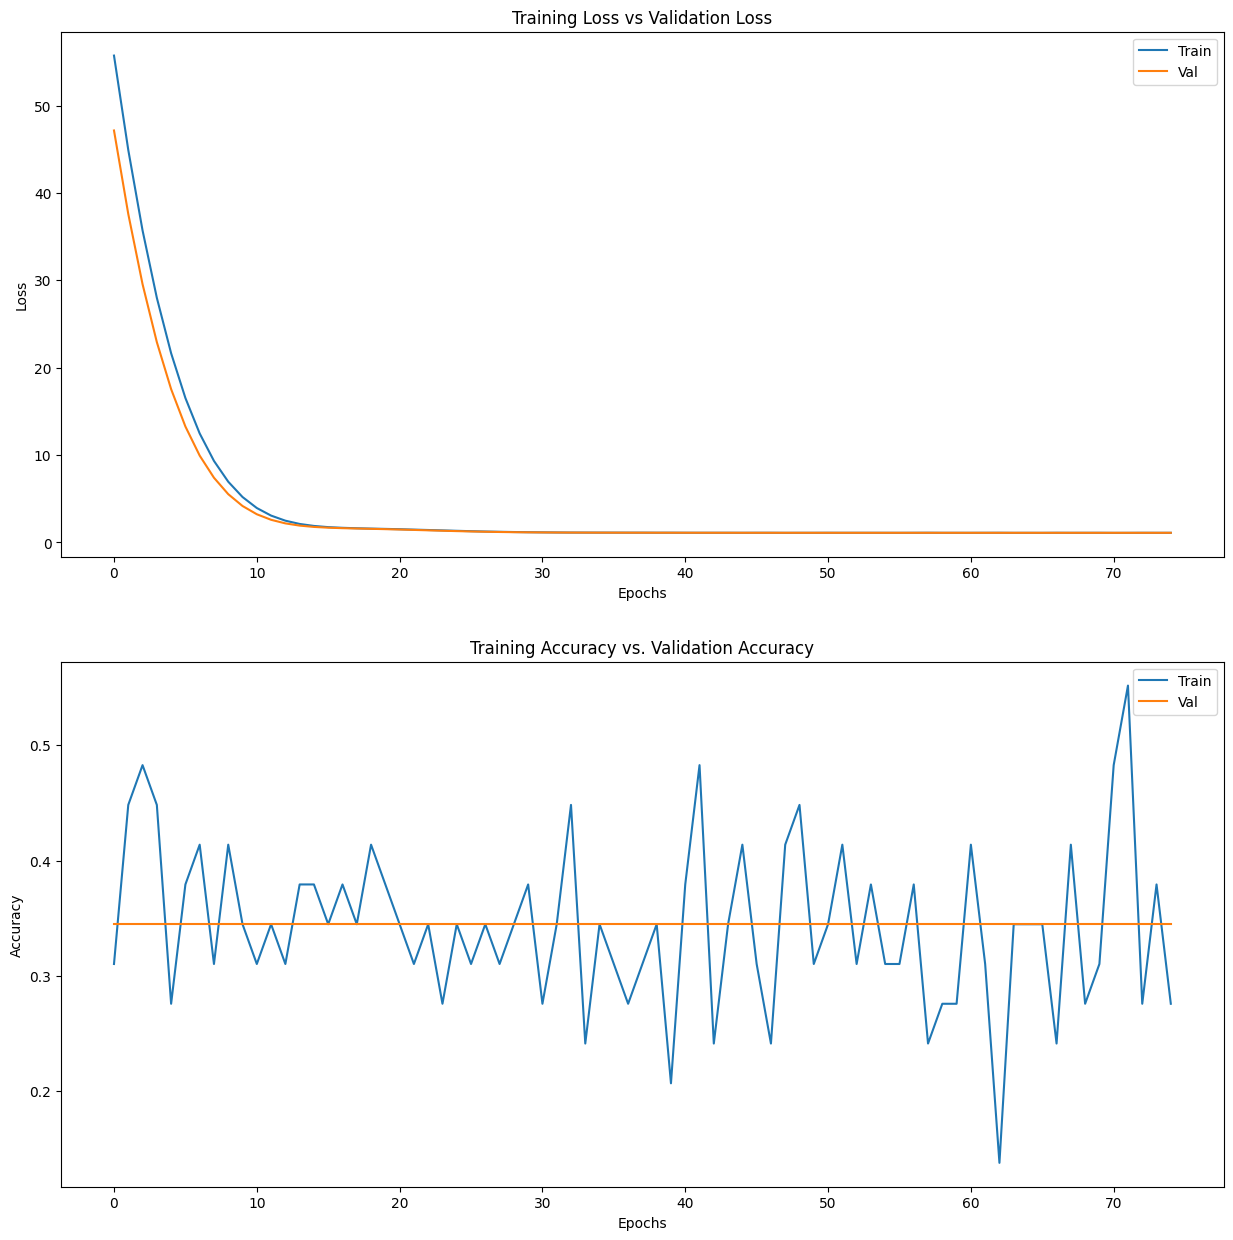 Training Loss vs Validation Loss
Train
Val
Loss
50
40
30
20
10
0
0 10 20 30 40 50 60 70
Epochs
Training Accuracy vs. Validation Accuracy
Train
Val
Accuracy
0.5
0.4
0.3
0.2
0 10 20 30 40 50 60 70
Epochs